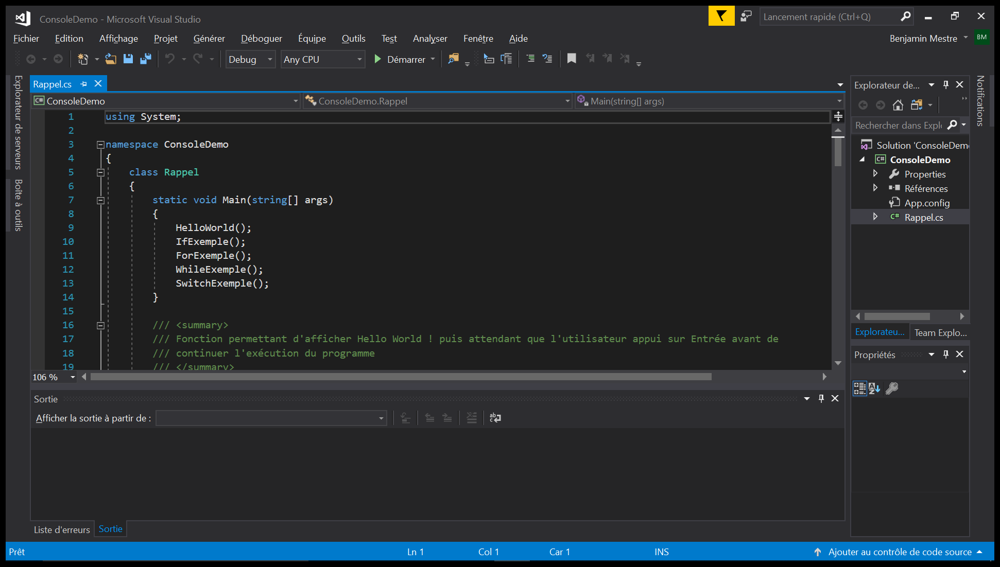 ConsoleDemo - Microsoft Visual Studio
Lancement rapide (Ctrl+Q)
Fichier Edition Affichage Projet Générer Déboguer Équipe Outils Test Analyser Fenêtre Aide
Benjamin Mestre BM
Debug Any CPU Démarrer
Explorateur de serveurs
Boîte à outils
Rappel.cs
ConsoleDemo ConsoleDemo.Rappel Main(string[] args)
1 using System;
2
3 namespace ConsoleDemo
4 {
5 class Rappel
6 {
7 static void Main(string[] args)
8 {
9 HelloWorld();
10 IfExemple();
11 ForExemple();
12 WhileExemple();
13 SwitchExemple();
14 }
15
16 /// <summary>
17 /// Fonction permettant d'afficher Hello World ! puis attendant que l'utilisateur appui sur Entrée avant de
18 /// continuer l'exécution du programme
19 /// </summary>
106 %
Sortie
Afficher la sortie à partir de :
Liste d'erreurs Sortie
Explorateur de...
Rechercher dans Explo
Solution 'ConsoleDem
C# ConsoleDemo
Properties
Références
App.config
C# Rappel.cs
Explorateu... Team Explo...
Propriétés
Notifications
Prêt Ln 1 Col 1 Car 1 INS Ajouter au contrôle de code source